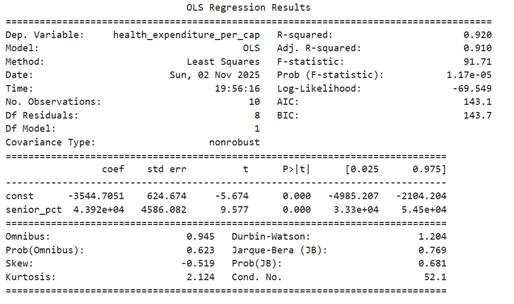 OLS Regression Results
==============================================================================
Dep. Variable: health_expenditure_per_cap R-squared: 0.920
Model: OLS Adj. R-squared: 0.910
Method: Least Squares F-statistic: 91.71
Date: Sun, 02 Nov 2025 Prob (F-statistic): 1.17e-05
Time: 19:56:16 Log-Likelihood: -69.549
No. Observations: 10 AIC: 143.1
Df Residuals: 8 BIC: 143.7
Df Model: 1
Covariance Type: nonrobust
==============================================================================
coef std err t P>|t| [0.025 0.975]
------------------------------------------------------------------------------
const -3544.7051 624.674 -5.674 0.000 -4985.207 -2104.204
senior_pct 4.392e+04 4586.082 9.577 0.000 3.33e+04 5.45e+04
==============================================================================
Omnibus: 0.945 Durbin-Watson: 1.204
Prob(Omnibus): 0.623 Jarque-Bera (JB): 0.769
Skew: -0.519 Prob(JB): 0.681
Kurtosis: 2.124 Cond. No. 52.1
==============================================================================